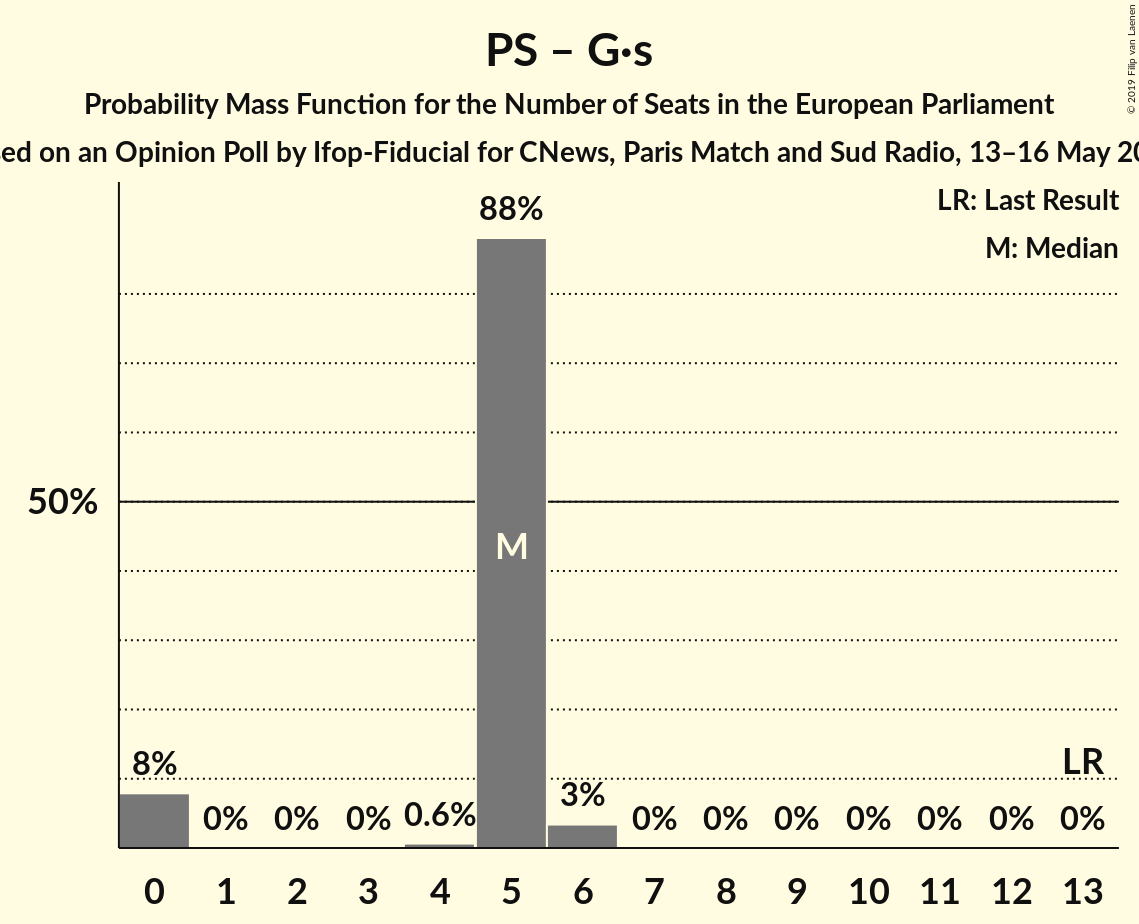 PS – G·s
Probability Mass Function for the Number of Seats in the European Parliament
on an Opinion Poll by Ifop-Fiducial for CNews, Paris Match and Sud Radio, 13–16 May
© 2019 Filip van Laenen
LR: Last Result
M: Median
88%
50%
M
8%
0%
0%
0%
0.6%
3%
0%
0%
0%
0%
0%
0%
LR
0%
0 1 2 3 4 5 6 7 8 9 10 11 12 13